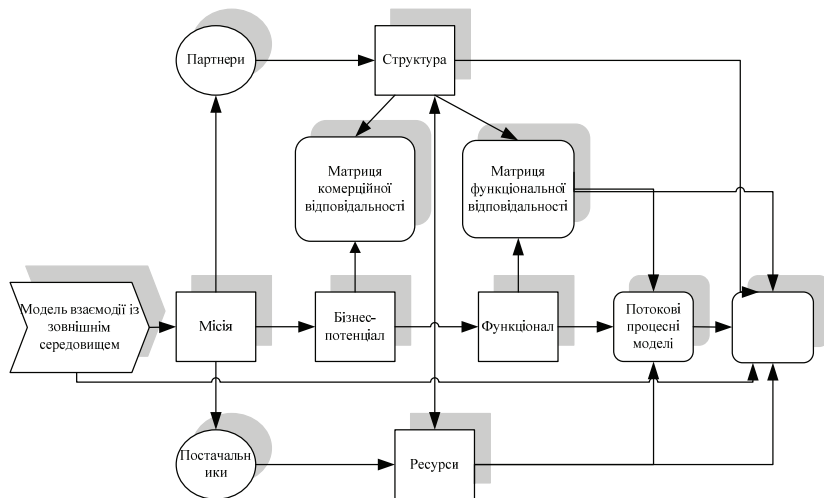 Партнери
Структура
Матриця
комерційної
відповідальності
Матриця
функціональної
відповідальності
Модель взаємодії із
зовнішнім
середовищем
Місія
Бізнес-
потенціал
Функціонал
Потокові
процесні
моделі
Постачальн
ики
Ресурси